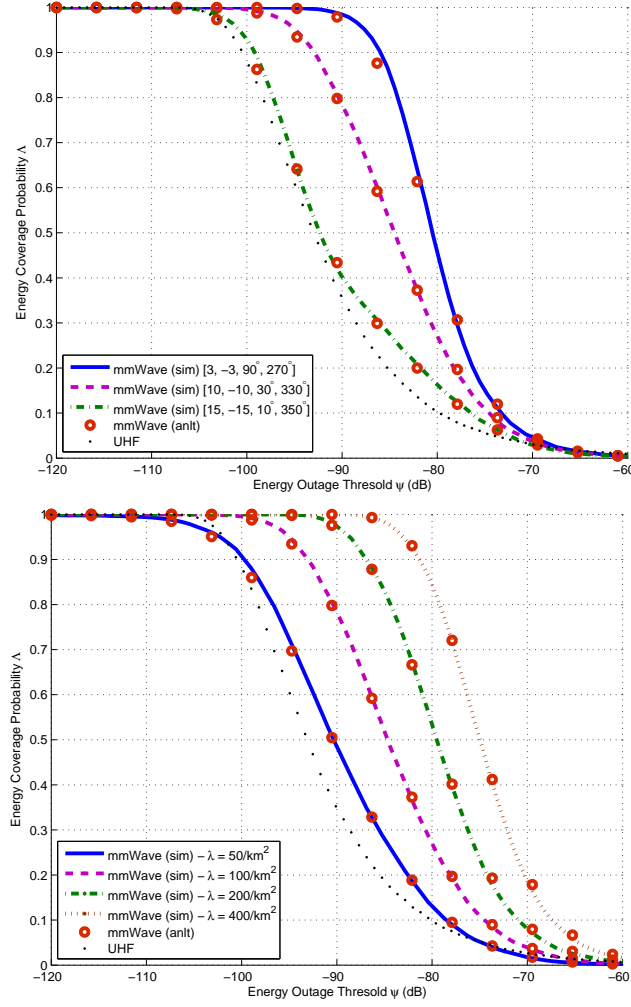 1
0.9
0.8
0.7
0.6
0.5
0.4
0.3
0.2
0.1
0
Energy Coverage Probability Λ
mmWave (sim) [3, −3, 90°, 270°]
mmWave (sim) [10, −10, 30°, 330°]
mmWave (sim) [15, −15, 10°, 350°]
mmWave (anlt)
UHF
−120 −110 −100 −90 −80 −70 −60
Energy Outage Thresold ψ (dB)
1
0.9
0.8
0.7
0.6
0.5
0.4
0.3
0.2
0.1
0
Energy Coverage Probability Λ
mmWave (sim) − λ = 50/km²
mmWave (sim) − λ = 100/km²
mmWave (sim) − λ = 200/km²
mmWave (sim) − λ = 400/km²
mmWave (anlt)
UHF
−120 −110 −100 −90 −80 −70 −60
Energy Outage Thresold ψ (dB)